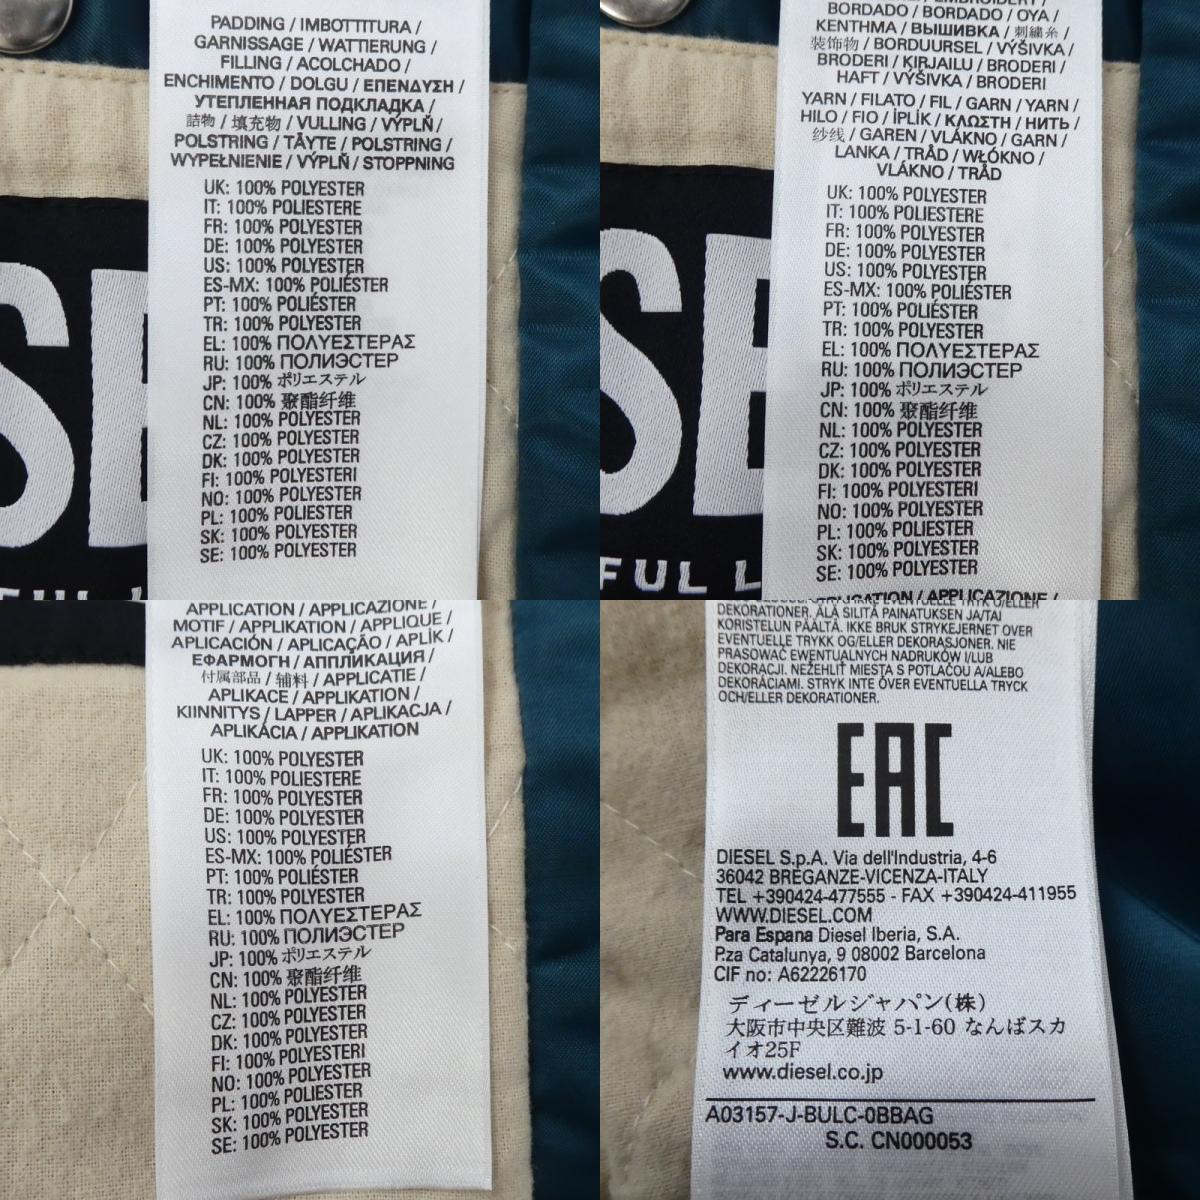 PADDING / IMBOTTITURA /
GARNISSAGE / WATTIERUNG /
FILLING / ACOLCHADO /
ENCHIMENTO / DOLGU / ΕΠΕΝΔΥΣΗ /
УТЕПЛЕННАЯ ПОДКЛАДКА /
詰物 / 填充物 / VULLING / VÝPLŇ /
POLSTRING / TÄYTE / POLSTRING /
WYPEŁNIENIE / VÝPLŇ / STOPPNING
UK: 100% POLYESTER
IT: 100% POLIESTERE
FR: 100% POLYESTER
DE: 100% POLYESTER
US: 100% POLYESTER
ES-MX: 100% POLIÉSTER
PT: 100% POLIÉSTER
TR: 100% POLYESTER
EL: 100% ΠΟΛΥΕΣΤΕΡΑΣ
RU: 100% ПОЛИЭСТЕР
JP: 100% ポリエステル
CN: 100% 聚酯纤维
NL: 100% POLYESTER
CZ: 100% POLYESTER
DK: 100% POLYESTER
FI: 100% POLYESTERI
NO: 100% POLYESTER
PL: 100% POLIESTER
SK: 100% POLYESTER
SE: 100% POLYESTER
SE
BORDADO / BORDADO / OYA /
ΚΕΝΤΗΜΑ / ВЫШИВКА / 刺繍糸 /
装饰物 / BORDUURSEL / VÝŠIVKA /
BRODERI / KIRJAILU / BRODERI /
HAFT / VÝŠIVKA / BRODERI
YARN / FILATO / FIL / GARN / YARN /
HILO / FIO / İPLİK / ΚΛΩΣΤΗ / НИТЬ /
纱线 / GAREN / VLÁKNO / GARN /
LANKA / TRÅD / WŁÓKNO /
VLÁKNO / TRÅD
UK: 100% POLYESTER
IT: 100% POLIESTERE
FR: 100% POLYESTER
DE: 100% POLYESTER
US: 100% POLYESTER
ES-MX: 100% POLIÉSTER
PT: 100% POLIÉSTER
TR: 100% POLYESTER
EL: 100% ΠΟΛΥΕΣΤΕΡΑΣ
RU: 100% ПОЛИЭСТЕР
JP: 100% ポリエステル
CN: 100% 聚酯纤维
NL: 100% POLYESTER
CZ: 100% POLYESTER
DK: 100% POLYESTER
FI: 100% POLYESTERI
NO: 100% POLYESTER
PL: 100% POLIESTER
SK: 100% POLYESTER
SE: 100% POLYESTER
SE
FUL L
APPLICATION / APPLICAZIONE /
MOTIF / APPLIKATION / APPLIQUE /
APLICACIÓN / APLICAÇÃO / APLİK /
ΕΦΑΡΜΟΓΗ / АППЛИКАЦИЯ /
付属部品 / 辅料 / APPLICATIE /
APLIKACE / APPLIKATION /
KIINNITYS / LAPPER / APLIKACJA /
APLIKÁCIA / APPLIKATION
UK: 100% POLYESTER
IT: 100% POLIESTERE
FR: 100% POLYESTER
DE: 100% POLYESTER
US: 100% POLYESTER
ES-MX: 100% POLIÉSTER
PT: 100% POLIÉSTER
TR: 100% POLYESTER
EL: 100% ΠΟΛΥΕΣΤΕΡΑΣ
RU: 100% ПОЛИЭСТЕР
JP: 100% ポリエステル
CN: 100% 聚酯纤维
NL: 100% POLYESTER
CZ: 100% POLYESTER
DK: 100% POLYESTER
FI: 100% POLYESTERI
NO: 100% POLYESTER
PL: 100% POLIESTER
SK: 100% POLYESTER
SE: 100% POLYESTER
DEKORATIONER. ÄLÄ SILITÄ PAINATUKSEN JA/TAI
KORISTELUN PÄÄLTÄ. IKKE BRUK STRYKEJERNET OVER
EVENTUELLE TRYKK OG/ELLER DEKORASJONER. NIE
PRASOWAĆ EWENTUALNYCH NADRUKÓW I/LUB
DEKORACJI. NEŽEHLIŤ MIESTA S POTLAČOU A/ALEBO
DEKORÁCIAMI. STRYK INTE ÖVER EVENTUELLA TRYCK
OCH/ELLER DEKORATIONER.
EAC
DIESEL S.p.A. Via dell'Industria, 4-6
36042 BREGANZE-VICENZA-ITALY
TEL +390424-477555 - FAX +390424-411955
WWW.DIESEL.COM
Para Espana Diesel Iberia, S.A.
P.za Catalunya, 9 08002 Barcelona
CIF no: A62226170
ディーゼルジャパン(株)
大阪市中央区難波 5-1-60 なんばスカ
イオ25F
www.diesel.co.jp
A03157-J-BULC-0BBAG
S.C. CN000053